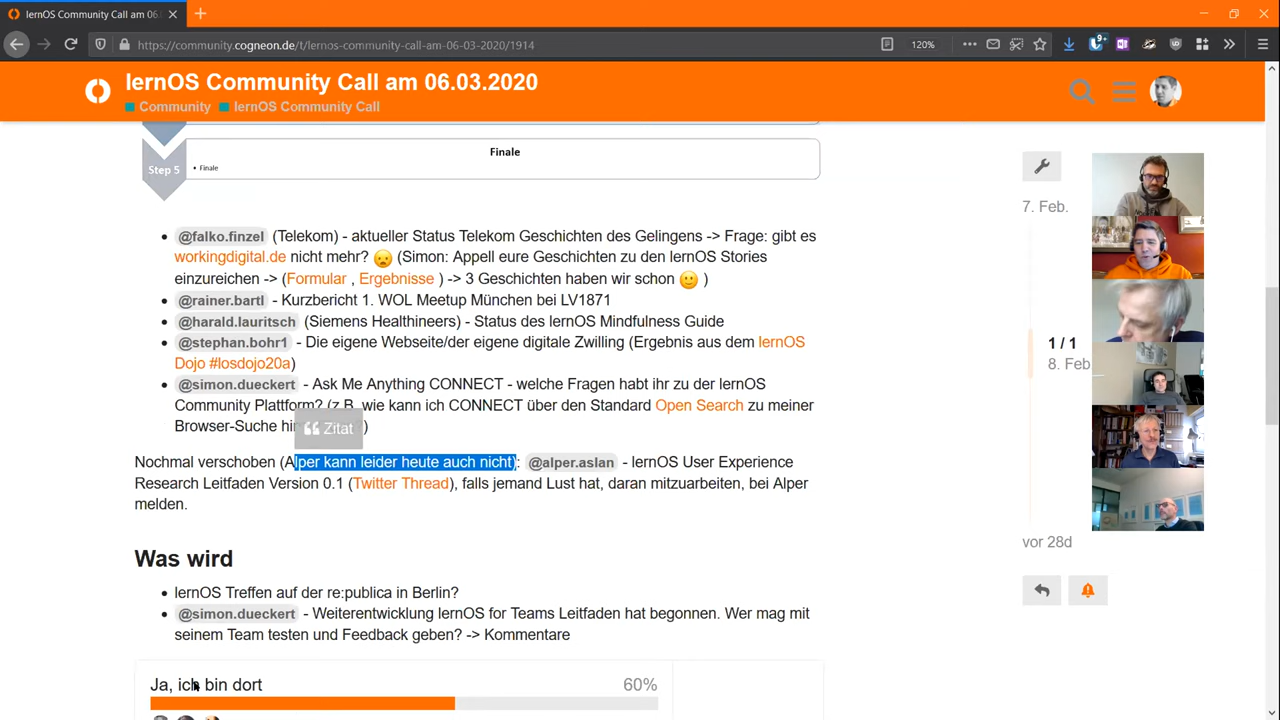 lernOS Community Call am 06.
https://community.cogneon.de/t/lernos-community-call-am-06-03-2020/1914
120%
9+
lernOS Community Call am 06.03.2020
Community lernOS Community Call
Finale
Step 5
• Finale
7. Feb.
• @falko.finzel (Telekom) - aktueller Status Telekom Geschichten des Gelingens -> Frage: gibt es
workingdigital.de nicht mehr? 😦 (Simon: Appell eure Geschichten zu den lernOS Stories
einzureichen -> (Formular , Ergebnisse ) -> 3 Geschichten haben wir schon 🙂 )
• @rainer.bartl - Kurzbericht 1. WOL Meetup München bei LV1871
• @harald.lauritsch (Siemens Healthineers) - Status des lernOS Mindfulness Guide
• @stephan.bohr1 - Die eigene Webseite/der eigene digitale Zwilling (Ergebnis aus dem lernOS
Dojo #losdojo20a)
1 / 1
8. Feb
• @simon.dueckert - Ask Me Anything CONNECT - welche Fragen habt ihr zu der lernOS
Community Plattform? (z.B. wie kann ich CONNECT über den Standard Open Search zu meiner
Browser-Suche )
Zitat
Nochmal verschoben (Alper kann leider heute auch nicht): @alper.aslan - lernOS User Experience
Research Leitfaden Version 0.1 (Twitter Thread), falls jemand Lust hat, daran mitzuarbeiten, bei Alper
melden.
vor 28d
Was wird
• lernOS Treffen auf der re:publica in Berlin?
• @simon.dueckert - Weiterentwicklung lernOS for Teams Leitfaden hat begonnen. Wer mag mit
seinem Team testen und Feedback geben? -> Kommentare
Ja, ich bin dort 60%